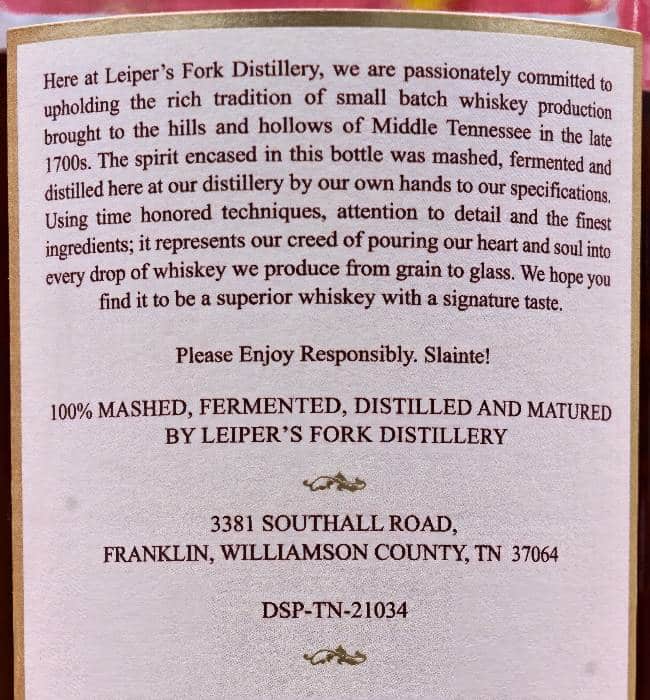 Here at Leiper's Fork Distillery, we are passionately committed to
upholding the rich tradition of small batch whiskey production
brought to the hills and hollows of Middle Tennessee in the late
1700s. The spirit encased in this bottle was mashed, fermented and
distilled here at our distillery by our own hands to our specifications.
Using time honored techniques, attention to detail and the finest
ingredients; it represents our creed of pouring our heart and soul into
every drop of whiskey we produce from grain to glass. We hope you
find it to be a superior whiskey with a signature taste.
Please Enjoy Responsibly. Slainte!
100% MASHED, FERMENTED, DISTILLED AND MATURED
BY LEIPER'S FORK DISTILLERY
3381 SOUTHALL ROAD,
FRANKLIN, WILLIAMSON COUNTY, TN 37064
DSP-TN-21034